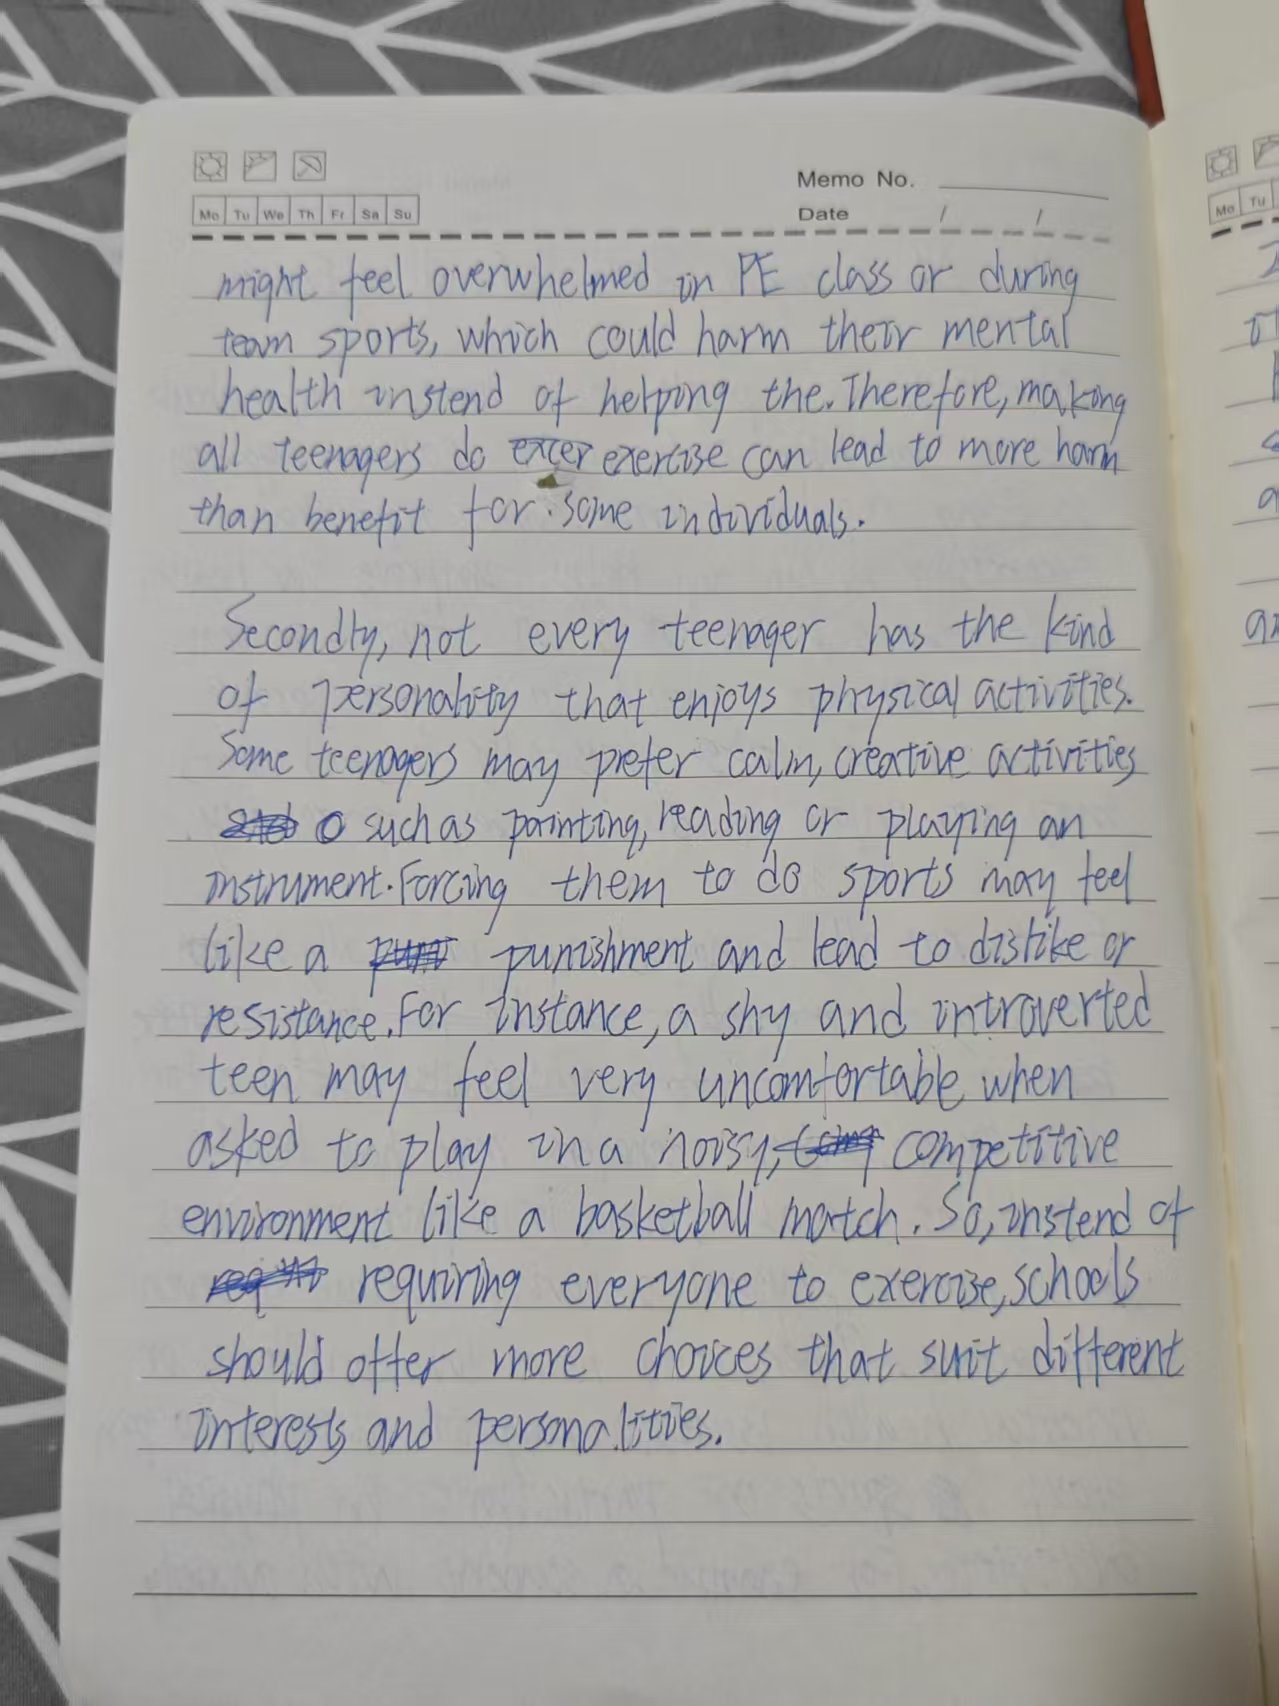 Memo No.
Mo Tu We Th Fr Sa Su
Date / /
might feel overwhelmed in PE class or during
team sports, which could harm their mental
health instend of helping the. Therefore, making
all teenagers do excer exercise can lead to more harm
than benefit for. some individuals.
Secondly, not every teenager has the kind
of personality that enjoys physical activities.
Some teenagers may prefer calm, creative activities
such as painting, reading or playing an
instrument. Forcing them to do sports may feel
like a punishment and lead to dislike or
resistance. For instance, a shy and introverted
teen may feel very uncomfortable when
asked to play in a noisy, competitive
environment like a basketball match. So, instend of
requiring everyone to exercise, schools
should offer more choices that suit different
interests and personalities.
Mo Tu